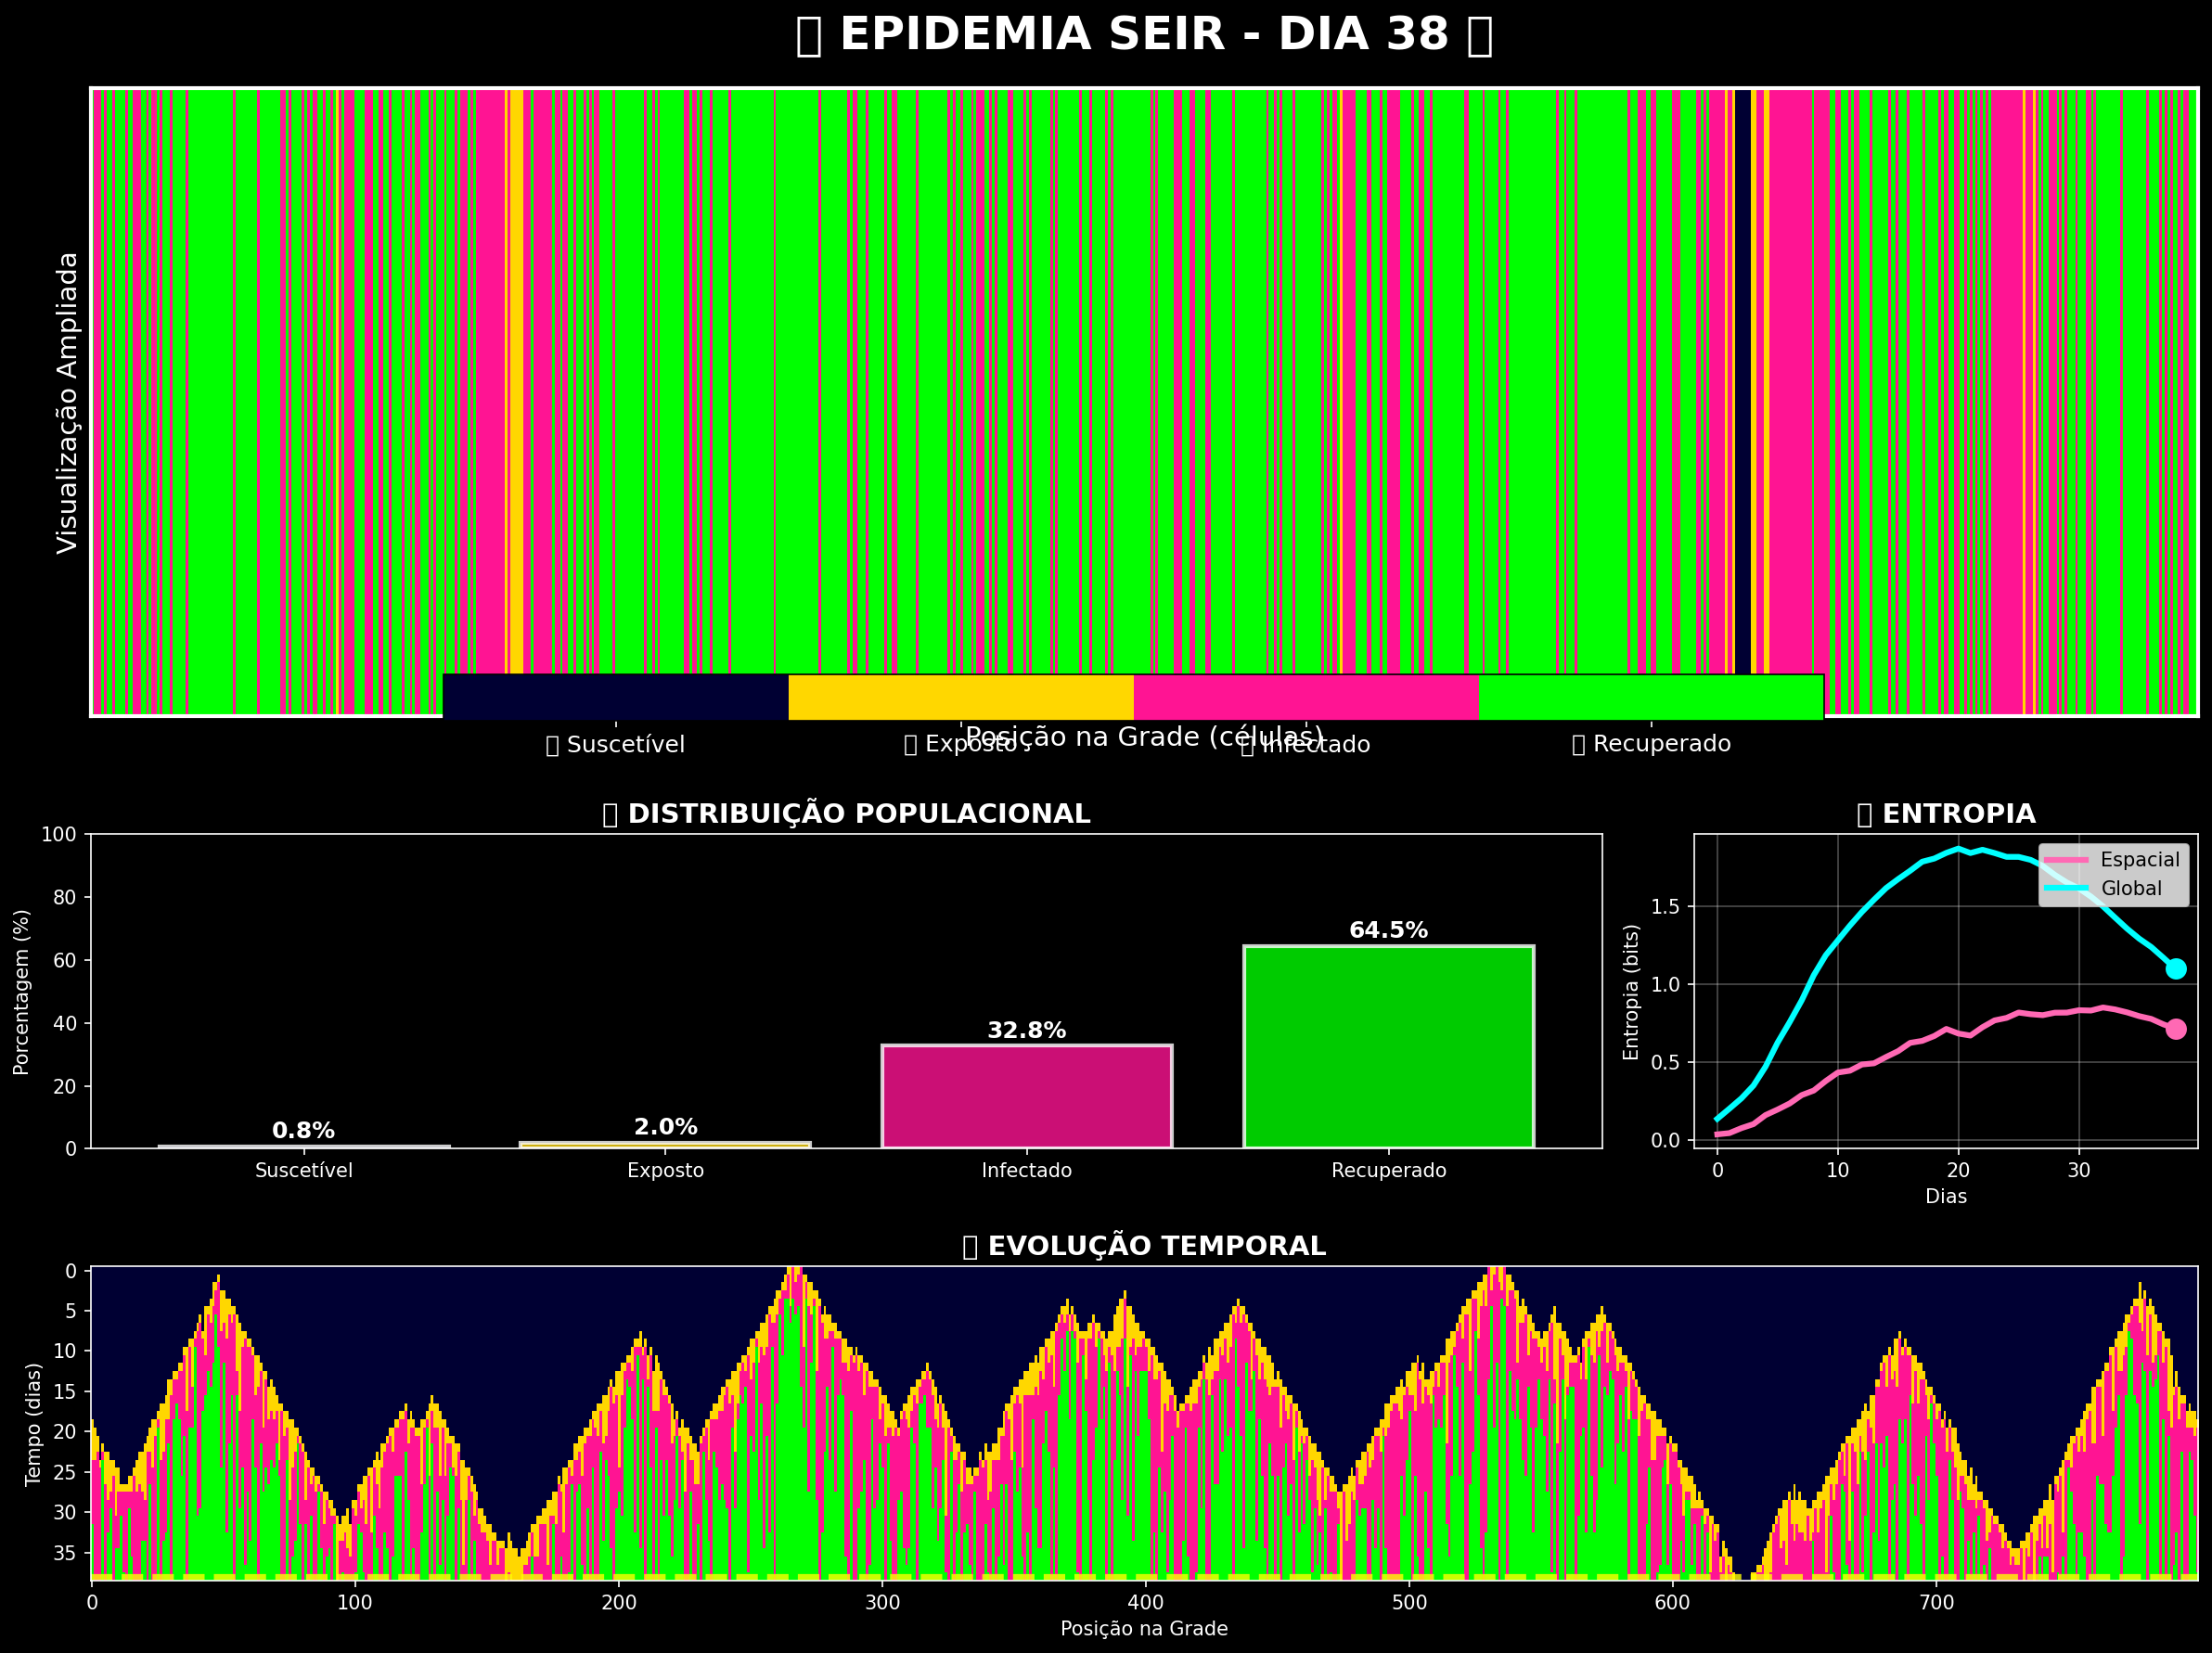 ▯ EPIDEMIA SEIR - DIA 38 ▯
Visualização Ampliada
▯ Suscetível
▯ Exposto
▯ Infectado
▯ Recuperado
Posição na Grade (células)
▯ DISTRIBUIÇÃO POPULACIONAL
Porcentagem (%)
100
80
60
40
20
0
0.8%
2.0%
32.8%
64.5%
Suscetível
Exposto
Infectado
Recuperado
▯ ENTROPIA
Entropia (bits)
1.5
1.0
0.5
0.0
Espacial
Global
0 10 20 30
Dias
▯ EVOLUÇÃO TEMPORAL
Tempo (dias)
0
5
10
15
20
25
30
35
0 100 200 300 400 500 600 700
Posição na Grade